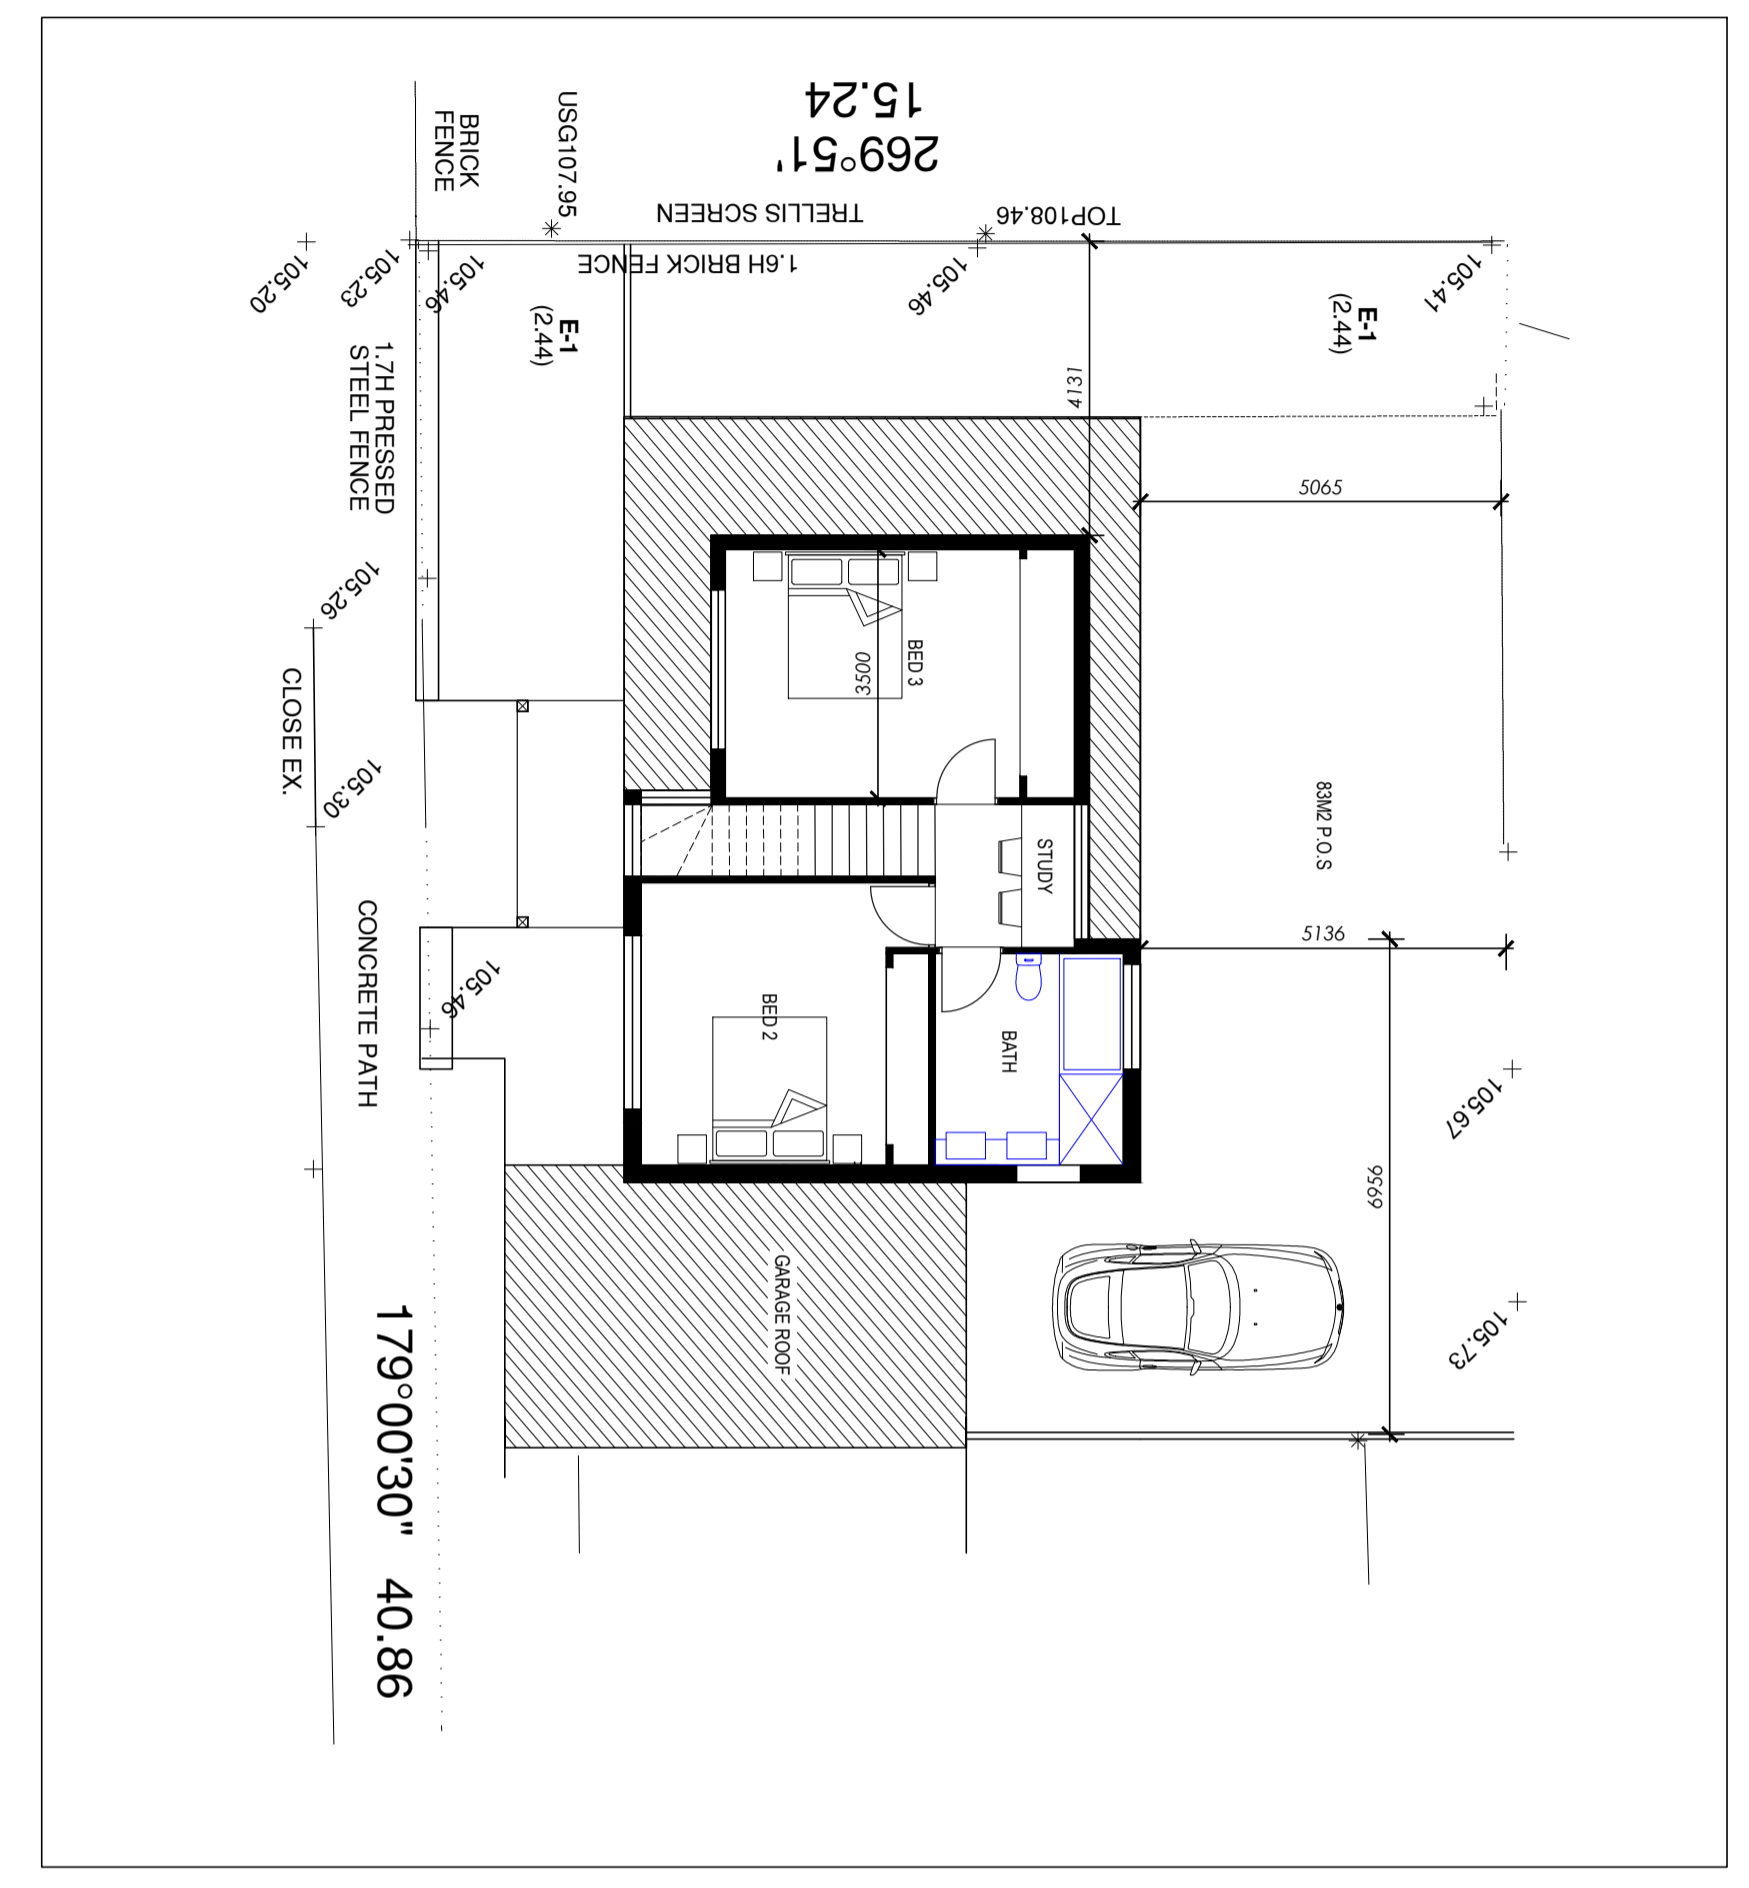 15.24
269°51'
BRICK
FENCE
USG107.95
TRELLIS SCREEN
TOP108.46
1.6H BRICK FENCE
105.20
105.23
105.46
105.46
105.41
E-1
(2.44)
E-1
(2.44)
4131
1.7H PRESSED
STEEL FENCE
5065
105.26
BED 3
3500
CLOSE EX.
105.30
STUDY
83M2 P.O.S
5136
CONCRETE PATH
105.46
BED 2
BATH
105.67
6956
GARAGE ROOF
105.73
179°00'30" 40.86